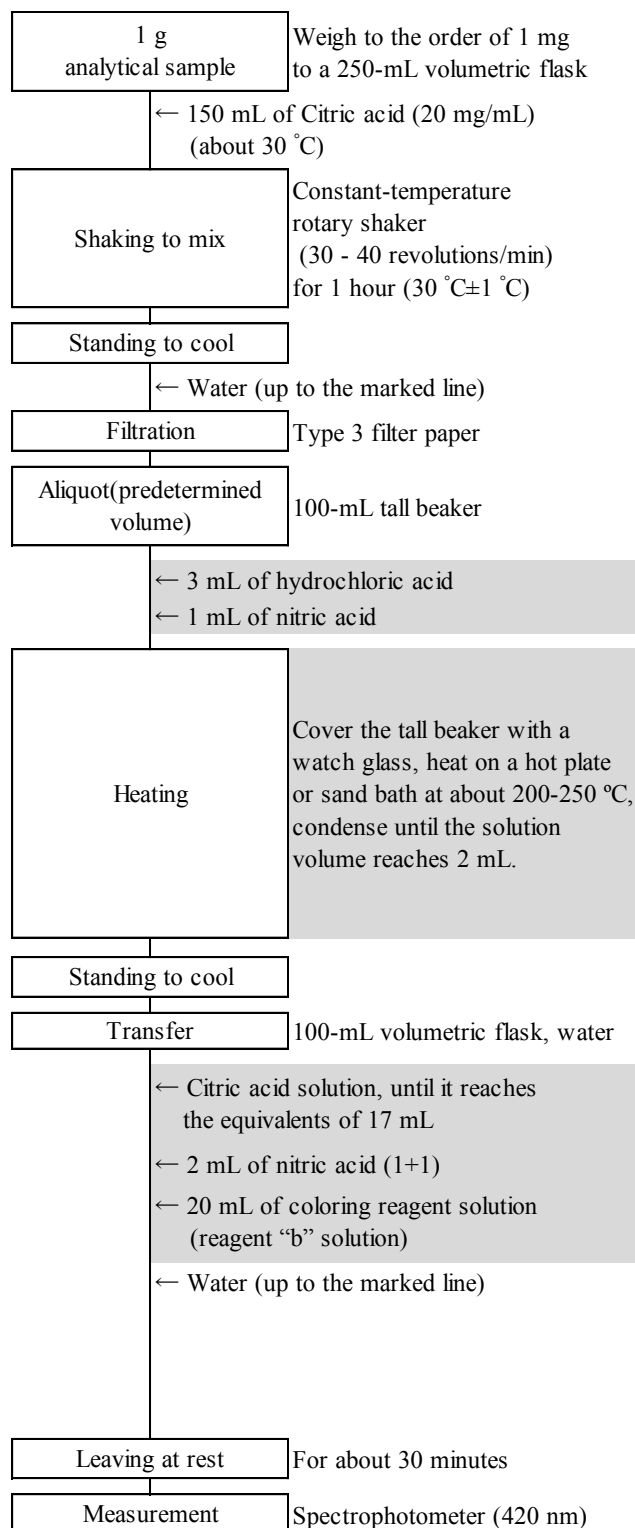 1 g
analytical sample
Weigh to the order of 1 mg
to a 250-mL volumetric flask
← 150 mL of Citric acid (20 mg/mL)
(about 30 ℃)
Shaking to mix
Constant-temperature
rotary shaker
(30 - 40 revolutions/min)
for 1 hour (30 ℃±1 ℃)
Standing to cool
← Water (up to the marked line)
Filtration
Type 3 filter paper
Aliquot(predetermined
volume)
100-mL tall beaker
← 3 mL of hydrochloric acid
← 1 mL of nitric acid
Heating
Cover the tall beaker with a
watch glass, heat on a hot plate
or sand bath at about 200-250 ºC,
condense until the solution
volume reaches 2 mL.
Standing to cool
Transfer
100-mL volumetric flask, water
← Citric acid solution, until it reaches
the equivalents of 17 mL
← 2 mL of nitric acid (1+1)
← 20 mL of coloring reagent solution
(reagent “b” solution)
← Water (up to the marked line)
Leaving at rest
For about 30 minutes
Measurement
Spectrophotometer (420 nm)